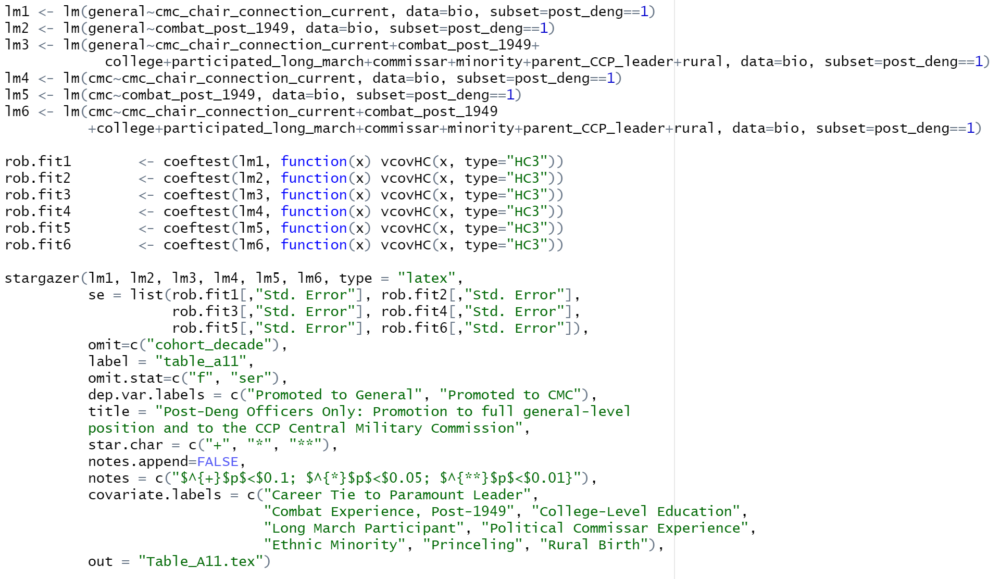 lm1 <- lm(general~cmc_chair_connection_current, data=bio, subset=post_deng==1)
lm2 <- lm(general~combat_post_1949, data=bio, subset=post_deng==1)
lm3 <- lm(general~cmc_chair_connection_current+combat_post_1949+
            college+participated_long_march+commissar+minority+parent_CCP_leader+rural, data=bio, subset=post_deng==1)
lm4 <- lm(cmc~cmc_chair_connection_current, data=bio, subset=post_deng==1)
lm5 <- lm(cmc~combat_post_1949, data=bio, subset=post_deng==1)
lm6 <- lm(cmc~cmc_chair_connection_current+combat_post_1949
          +college+participated_long_march+commissar+minority+parent_CCP_leader+rural, data=bio, subset=post_deng==1)

rob.fit1        <- coeftest(lm1, function(x) vcovHC(x, type="HC3"))
rob.fit2        <- coeftest(lm2, function(x) vcovHC(x, type="HC3"))
rob.fit3        <- coeftest(lm3, function(x) vcovHC(x, type="HC3"))
rob.fit4        <- coeftest(lm4, function(x) vcovHC(x, type="HC3"))
rob.fit5        <- coeftest(lm5, function(x) vcovHC(x, type="HC3"))
rob.fit6        <- coeftest(lm6, function(x) vcovHC(x, type="HC3"))

stargazer(lm1, lm2, lm3, lm4, lm5, lm6, type = "latex",
          se = list(rob.fit1[,"Std. Error"], rob.fit2[,"Std. Error"],
                    rob.fit3[,"Std. Error"], rob.fit4[,"Std. Error"],
                    rob.fit5[,"Std. Error"], rob.fit6[,"Std. Error"]),
          omit=c("cohort_decade"),
          label = "table_a11",
          omit.stat=c("f", "ser"),
          dep.var.labels = c("Promoted to General", "Promoted to CMC"),
          title = "Post-Deng Officers Only: Promotion to full general-level
          position and to the CCP Central Military Commission",
          star.char = c("+", "*", "**"),
          notes.append=FALSE,
          notes = c("$^{+}$p$<$0.1; $^{*}$p$<$0.05; $^{**}$p$<$0.01}"),
          covariate.labels = c("Career Tie to Paramount Leader",
                               "Combat Experience, Post-1949", "College-Level Education",
                               "Long March Participant", "Political Commissar Experience",
                               "Ethnic Minority", "Princeling", "Rural Birth"),
          out = "Table_A11.tex")